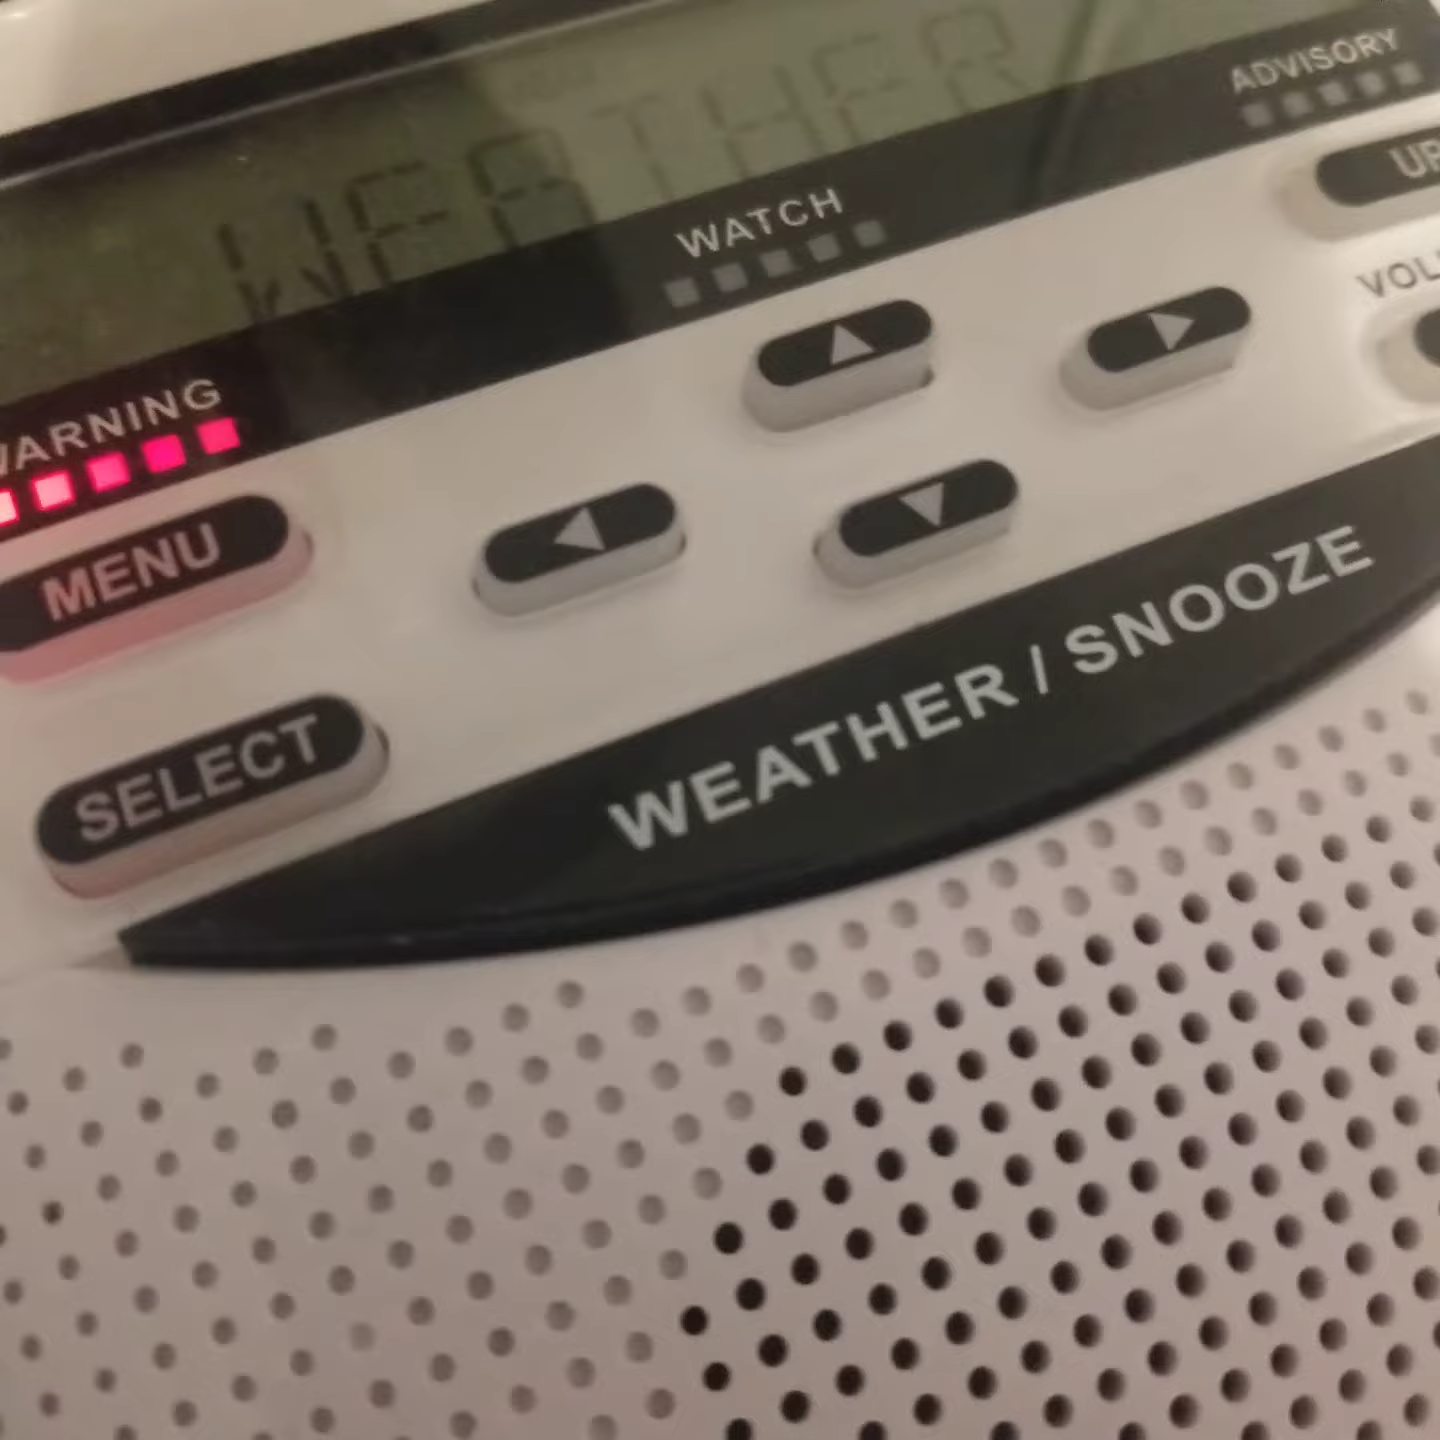 WEATHER
ADVISORY
WATCH
WARNING
MENU
SELECT
WEATHER / SNOOZE